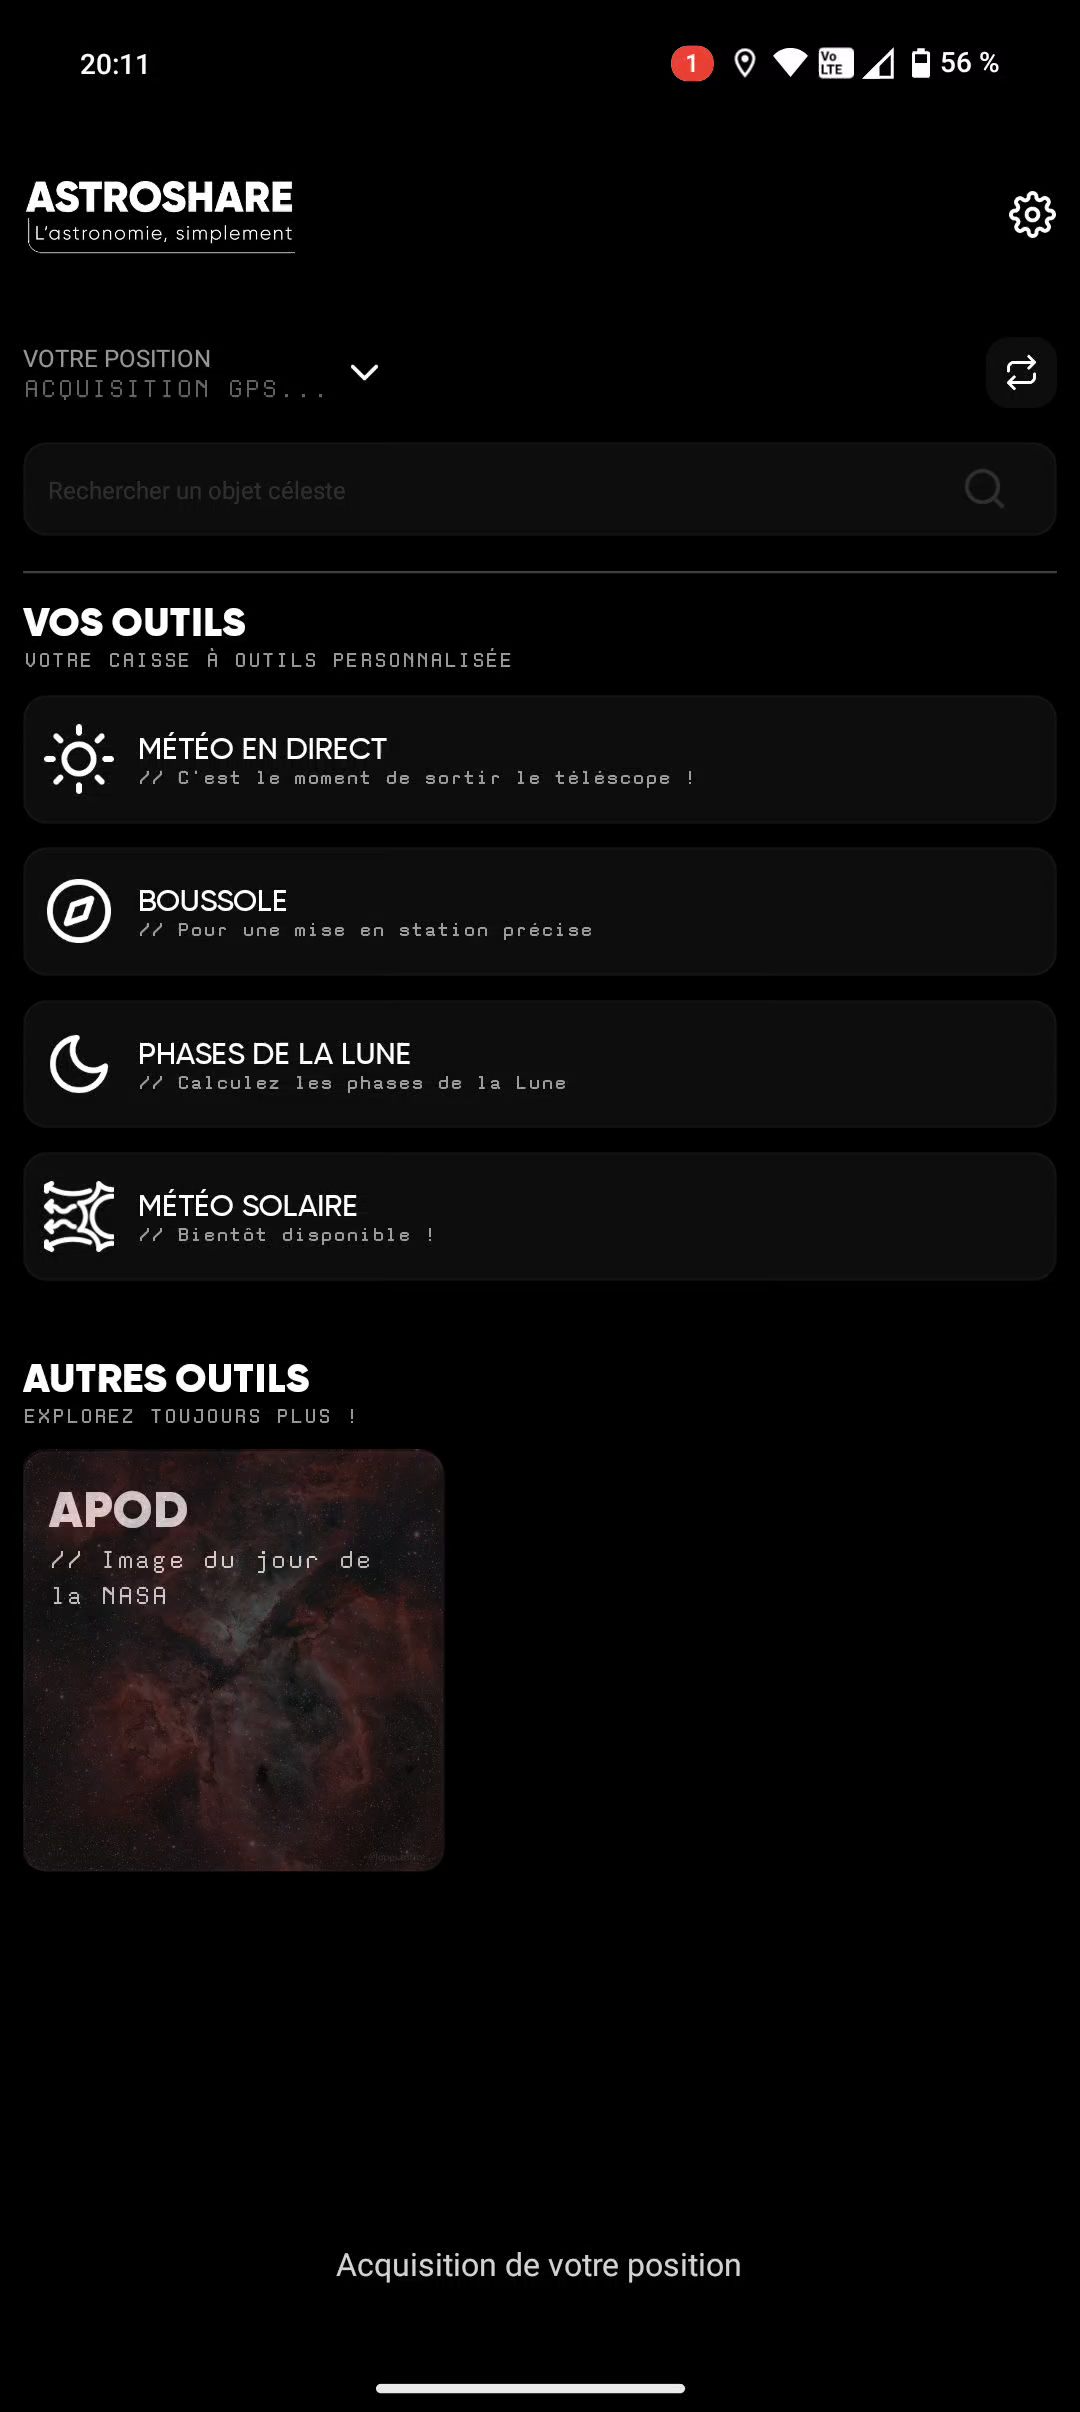 20:11
1
Vo LTE
56 %
ASTROSHARE
L'astronomie, simplement
VOTRE POSITION
ACQUISITION GPS...
Rechercher un objet céleste
VOS OUTILS
VOTRE CAISSE À OUTILS PERSONNALISÉE
MÉTÉO EN DIRECT
// C'est le moment de sortir le téléscope !
BOUSSOLE
// Pour une mise en station précise
PHASES DE LA LUNE
// Calculez les phases de la Lune
MÉTÉO SOLAIRE
// Bientôt disponible !
AUTRES OUTILS
EXPLOREZ TOUJOURS PLUS !
APOD
// Image du jour de
la NASA
Acquisition de votre position